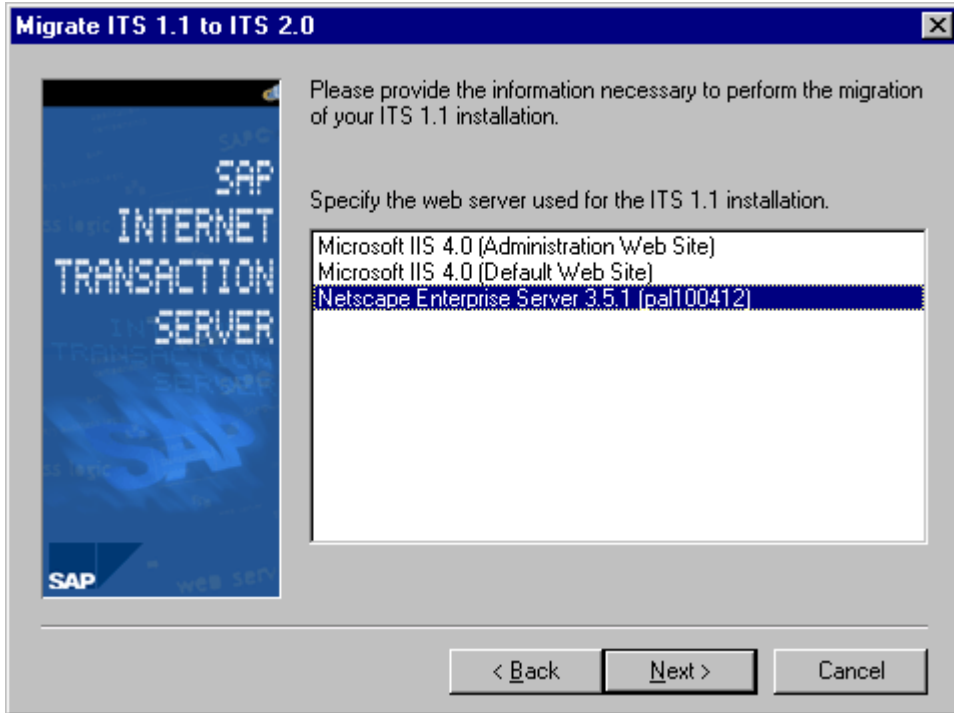 Migrate ITS 1.1 to ITS 2.0
SAP
INTERNET
TRANSACTION
SERVER
SAP
Please provide the information necessary to perform the migration
of your ITS 1.1 installation.
Specify the web server used for the ITS 1.1 installation.
Microsoft IIS 4.0 (Administration Web Site)
Microsoft IIS 4.0 (Default Web Site)
Netscape Enterprise Server 3.5.1 (pal100412)
< Back
Next >
Cancel